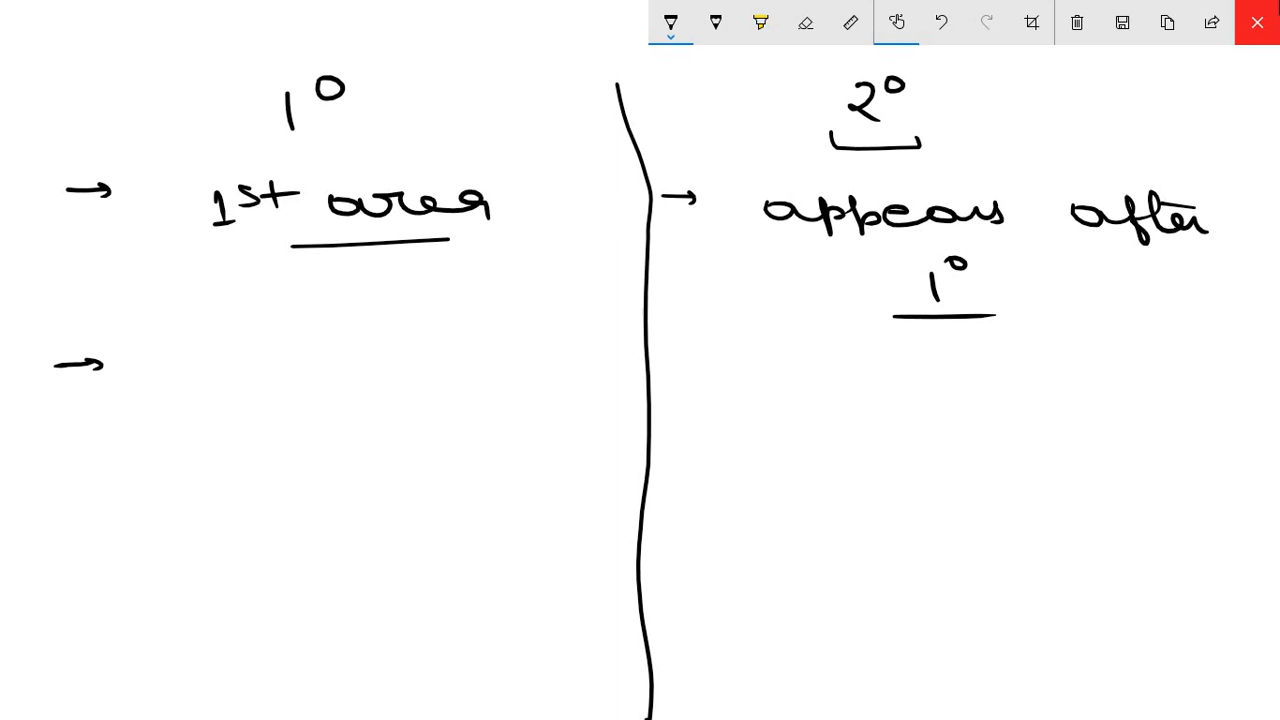 1°
→ 1st area
→
2°
→ appears after
1°